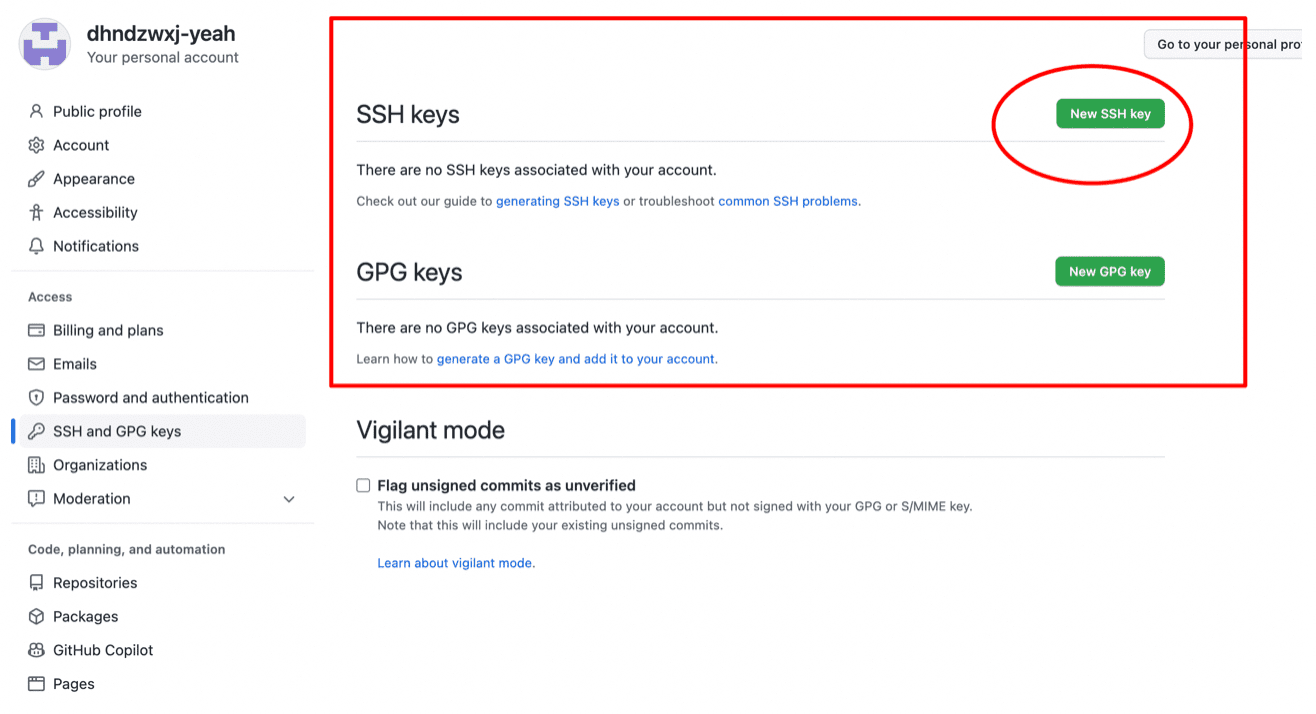 dhndzwxj-yeah
Your personal account
Go to your personal pro
Public profile
Account
Appearance
Accessibility
Notifications
Access
Billing and plans
Emails
Password and authentication
SSH and GPG keys
Organizations
Moderation
Code, planning, and automation
Repositories
Packages
GitHub Copilot
Pages
SSH keys
New SSH key
There are no SSH keys associated with your account.
Check out our guide to generating SSH keys or troubleshoot common SSH problems.
GPG keys
New GPG key
There are no GPG keys associated with your account.
Learn how to generate a GPG key and add it to your account.
Vigilant mode
Flag unsigned commits as unverified
This will include any commit attributed to your account but not signed with your GPG or S/MIME key.
Note that this will include your existing unsigned commits.
Learn about vigilant mode.